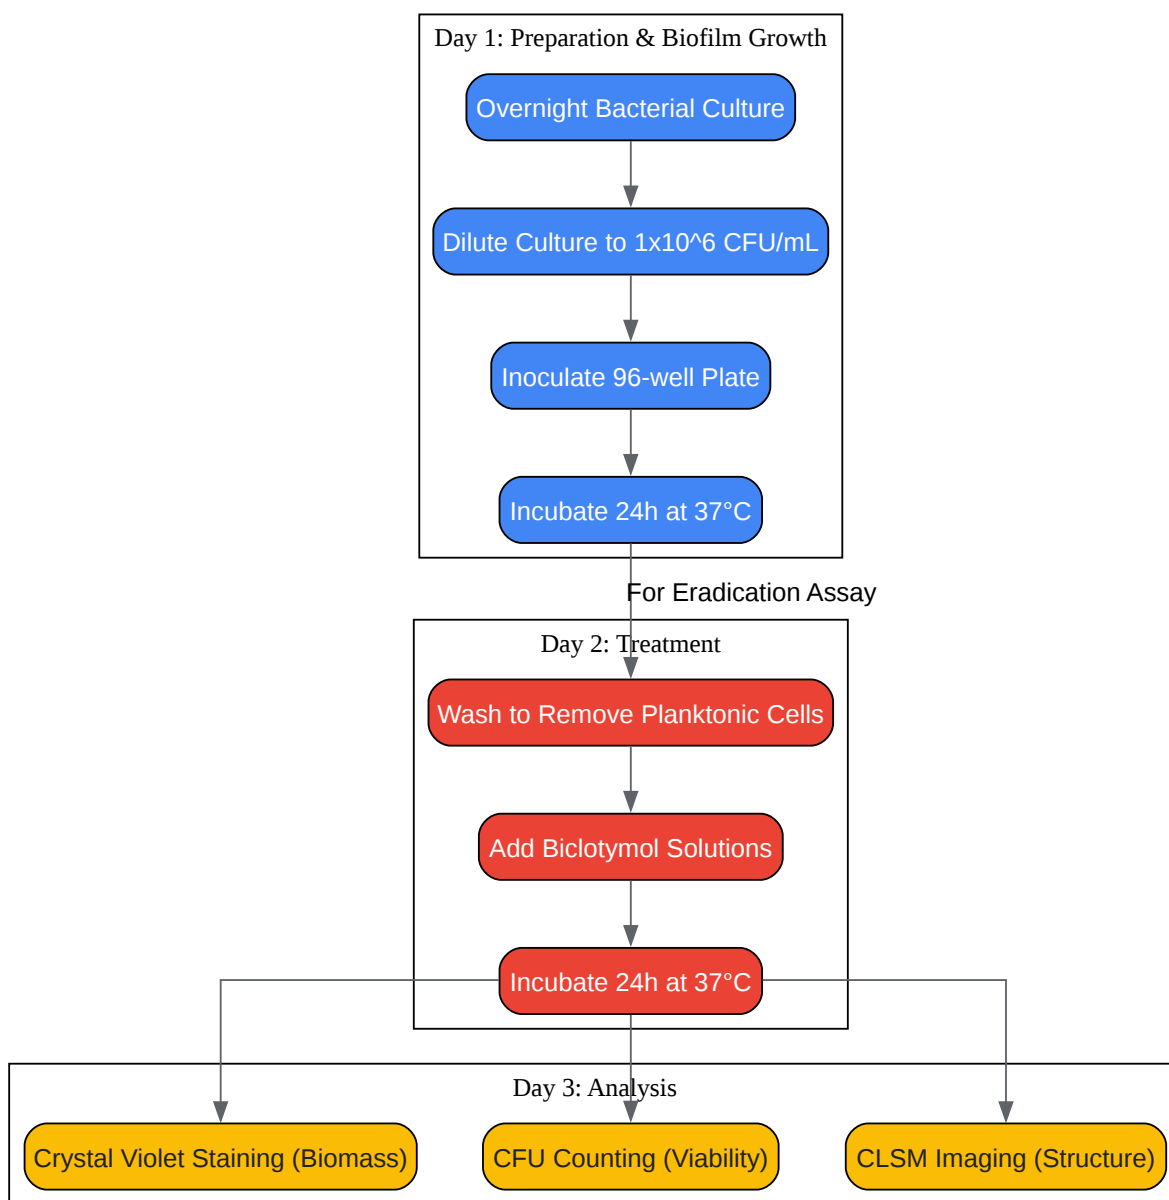 Day 1: Preparation & Biofilm Growth
Overnight Bacterial Culture
Dilute Culture to 1x10^6 CFU/mL
Inoculate 96-well Plate
Incubate 24h at 37°C
For Eradication Assay
Day 2: Treatment
Wash to Remove Planktonic Cells
Add Biclotymol Solutions
Incubate 24h at 37°C
Day 3: Analysis
Crystal Violet Staining (Biomass)
CFU Counting (Viability)
CLSM Imaging (Structure)